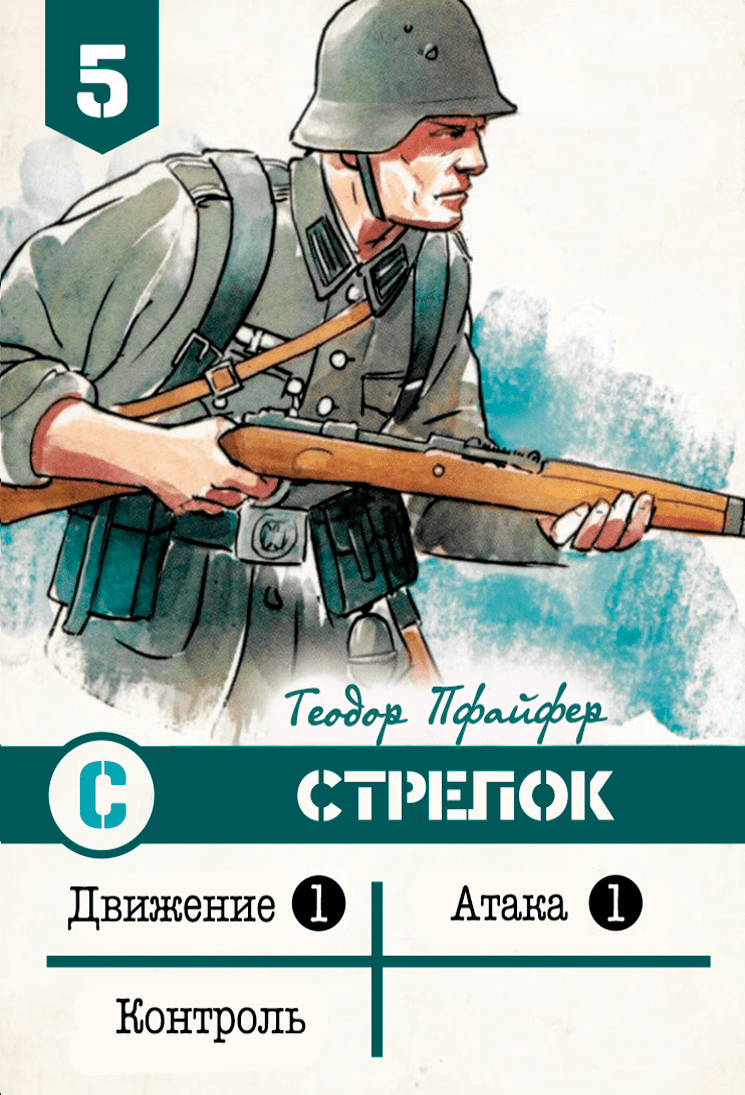 5
Теодор Пфайфер
С
СТРЕЛОК
Движение 1
Атака 1
Контроль